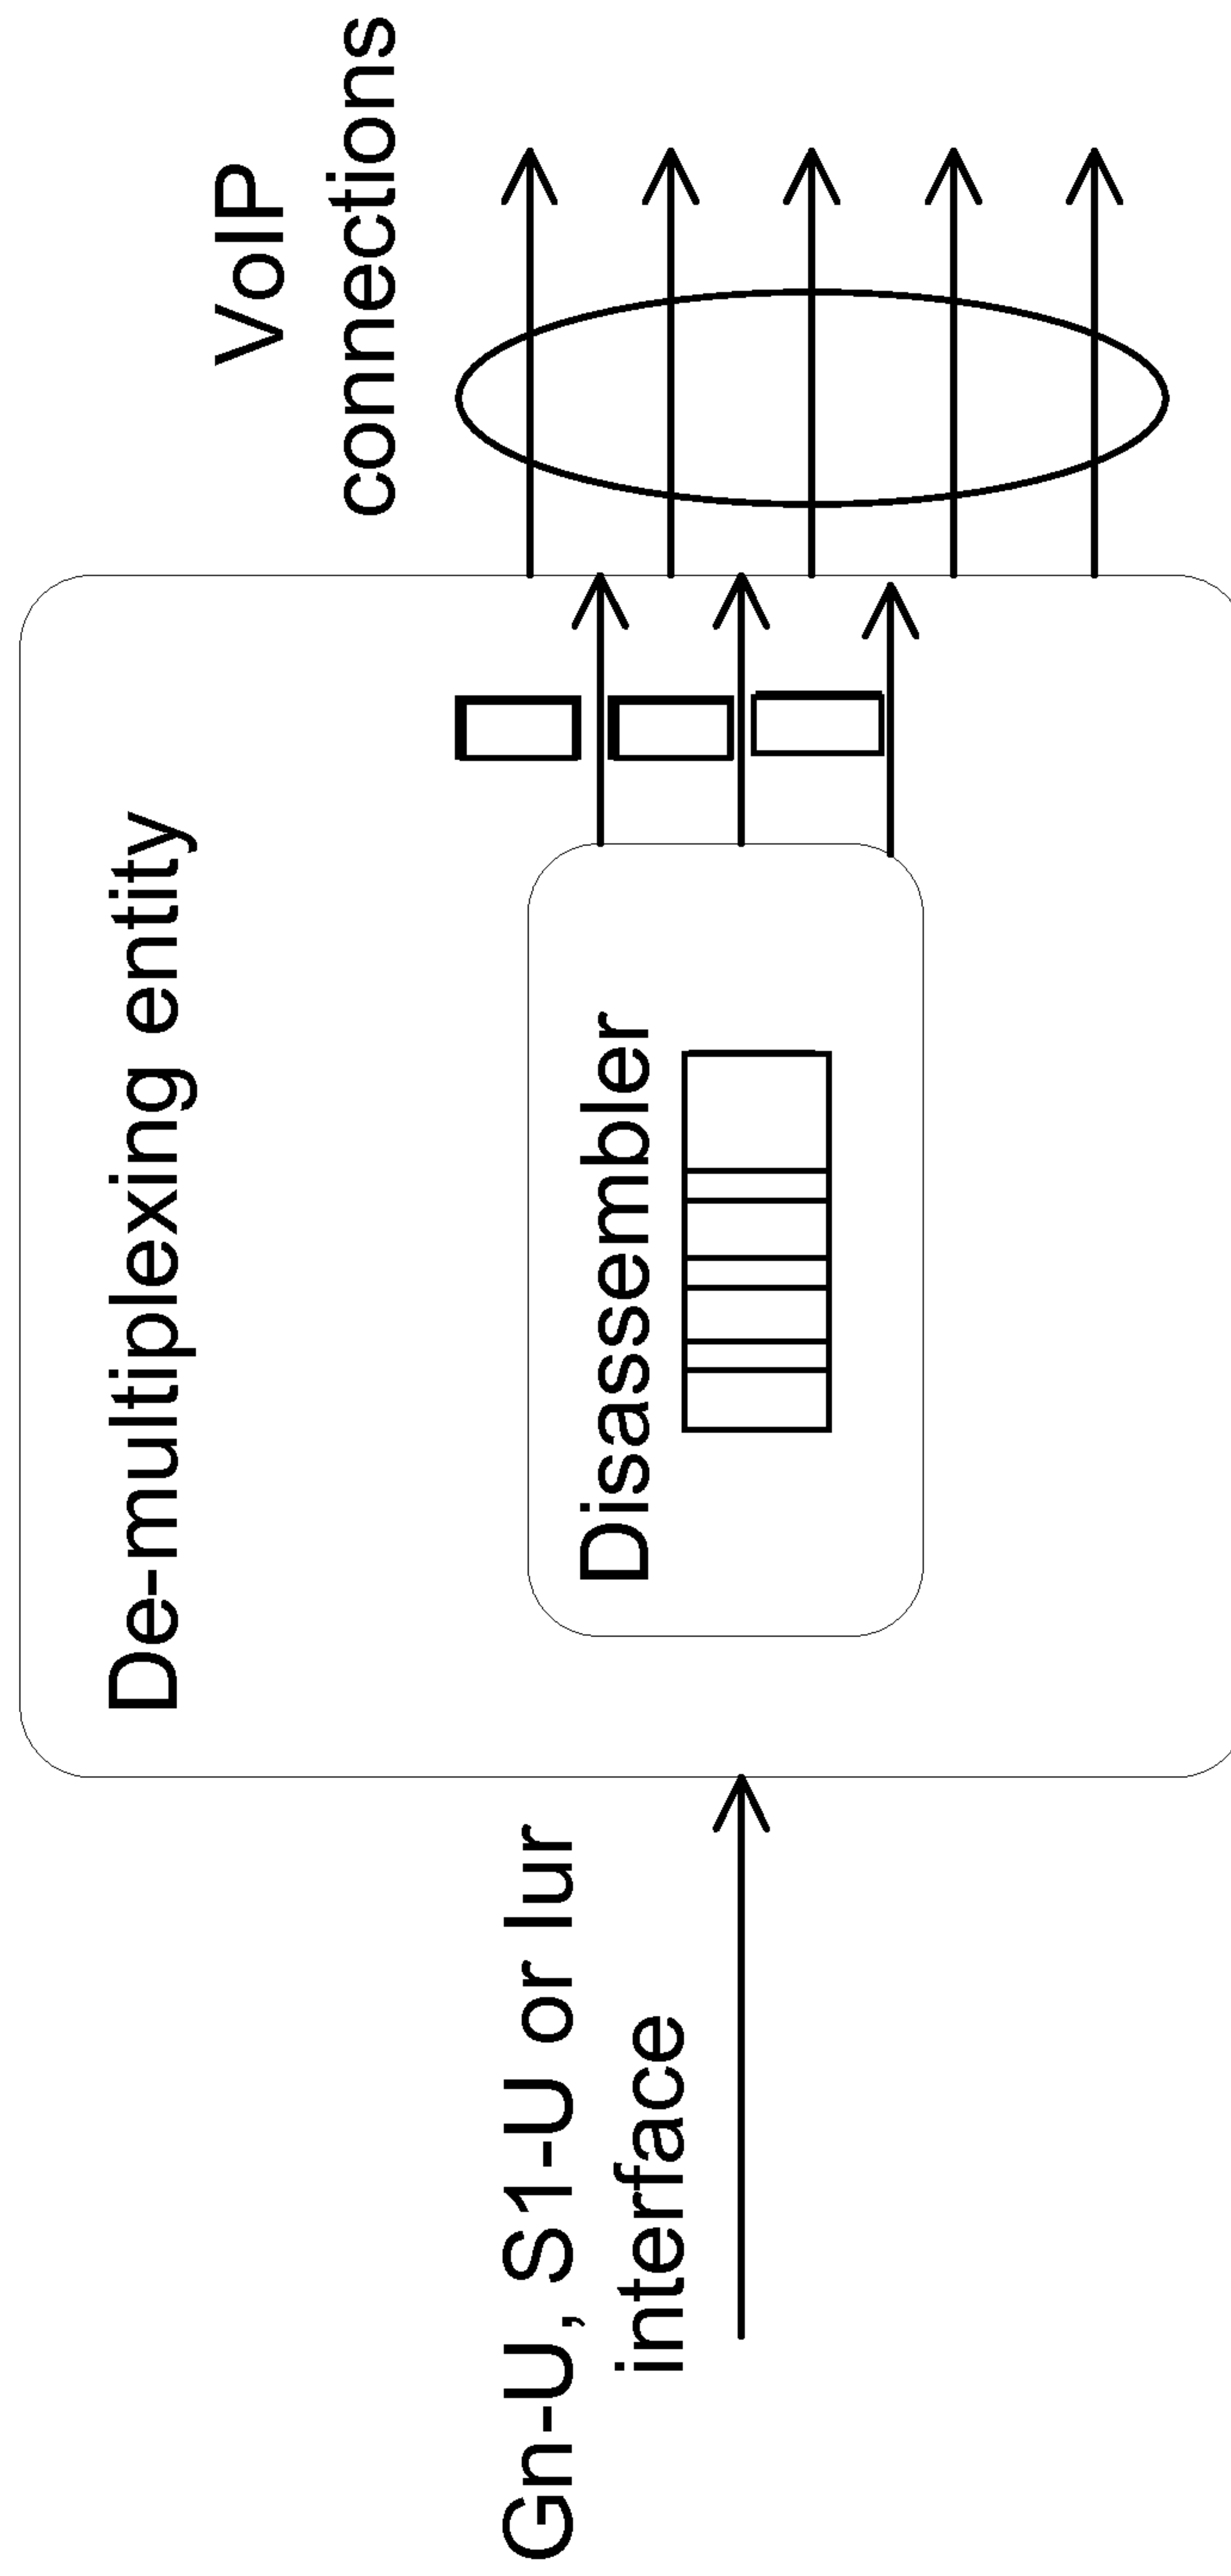 De-multiplexing entity
VoIP
connections
Gn-U, S1-U or Iur
interface
Disassembler